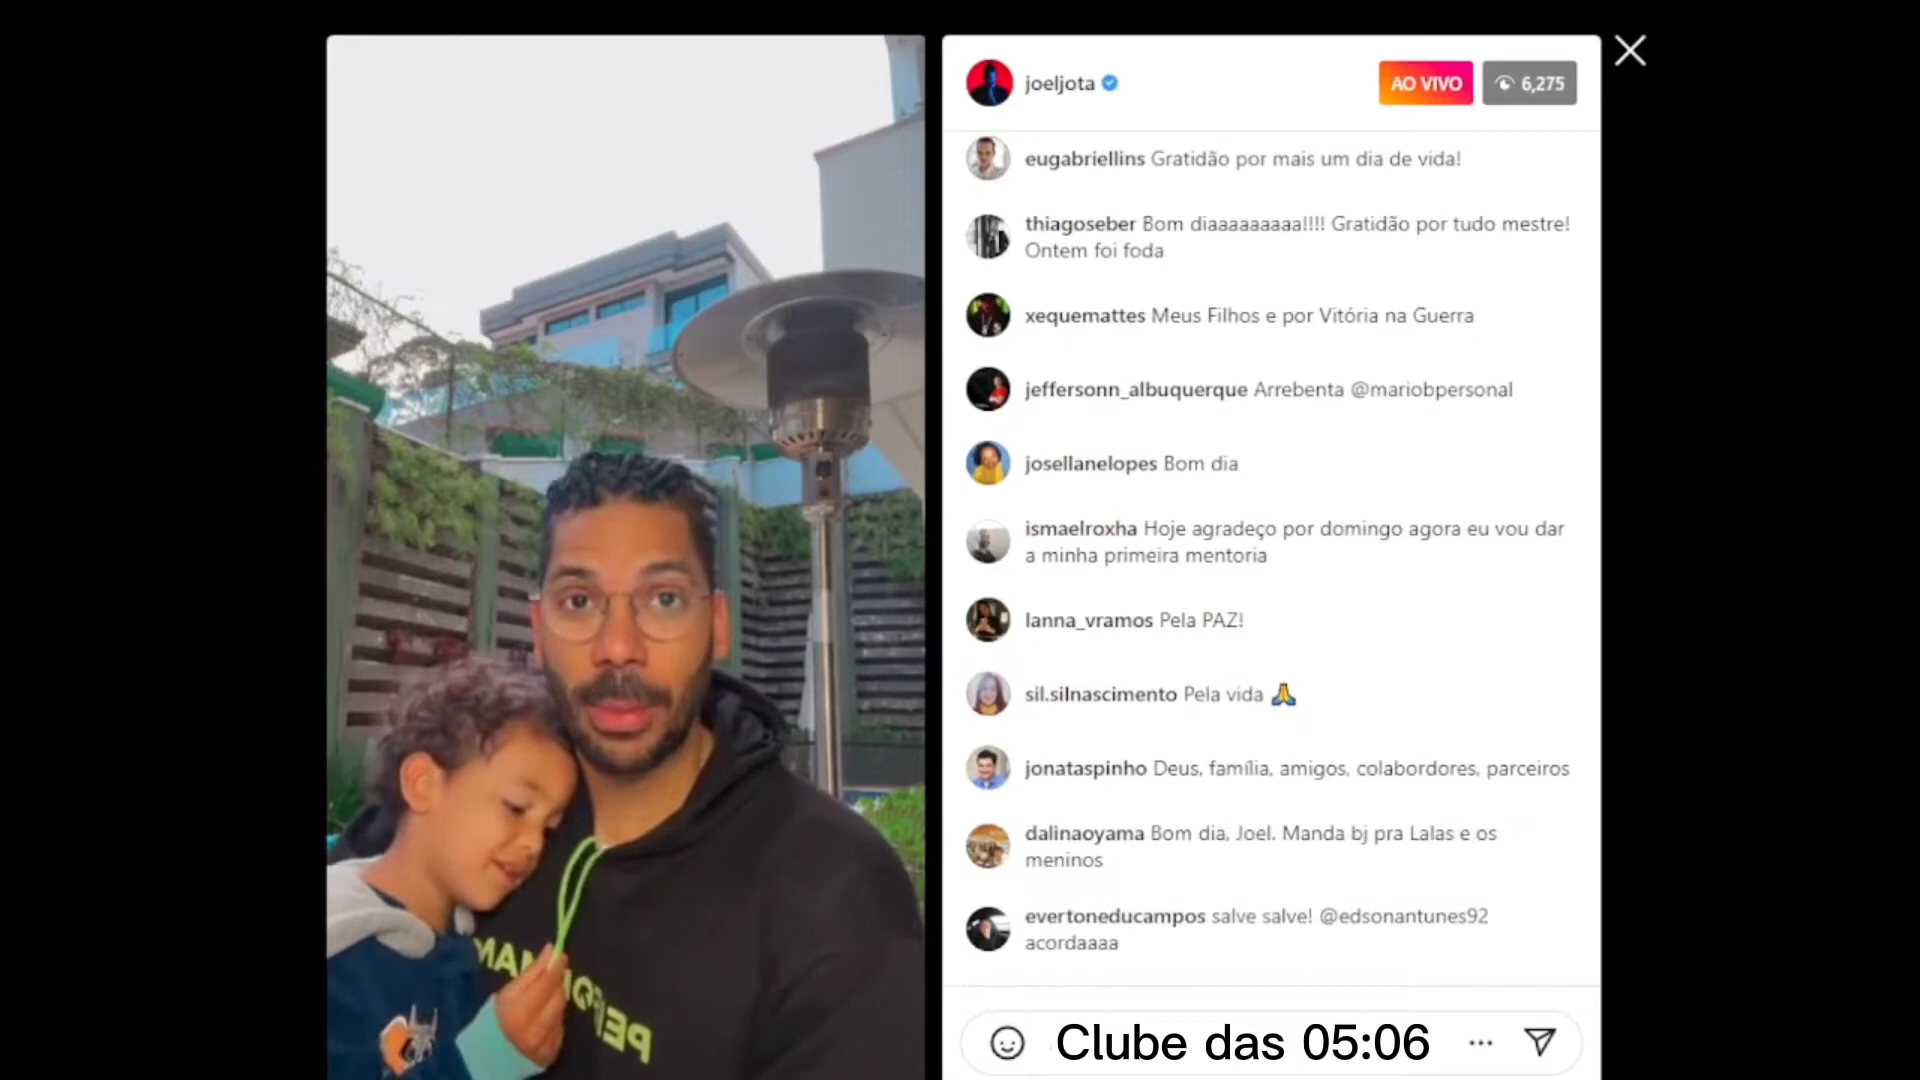 joeljota
AO VIVO
6,275
eugabriellins Gratidão por mais um dia de vida!
thiagoseber Bom diaaaaaaaaa!!!! Gratidão por tudo mestre!
Ontem foi foda
xequemattes Meus Filhos e por Vitória na Guerra
jeffersonn_albuquerque Arrebenta @mariobpersonal
josellanelopes Bom dia
ismaelroxha Hoje agradeço por domingo agora eu vou dar
a minha primeira mentoria
lanna_vramos Pela PAZ!
sil.silnascimento Pela vida 🙏
jonataspinho Deus, família, amigos, colabordores, parceiros
dalinaoyama Bom dia, Joel. Manda bj pra Lalas e os
meninos
evertoneducampos salve salve! @edsonantunes92
acordaaaa
Clube das 05:06